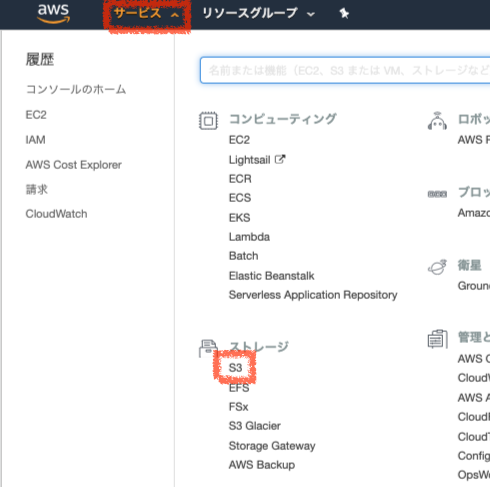 aws
サービス リソースグループ
履歴
コンソールのホーム
EC2
IAM
AWS Cost Explorer
請求
CloudWatch
名前または機能（EC2、S3 または VM、ストレージなど
コンピューティング
EC2
Lightsail
ECR
ECS
EKS
Lambda
Batch
Elastic Beanstalk
Serverless Application Repository
ストレージ
S3
EFS
FSx
S3 Glacier
Storage Gateway
AWS Backup
ロボッ
AWS R
ブロッ
Amazo
衛星
Groun
管理と
AWS O
CloudW
AWS A
CloudF
CloudT
Config
OpsWo